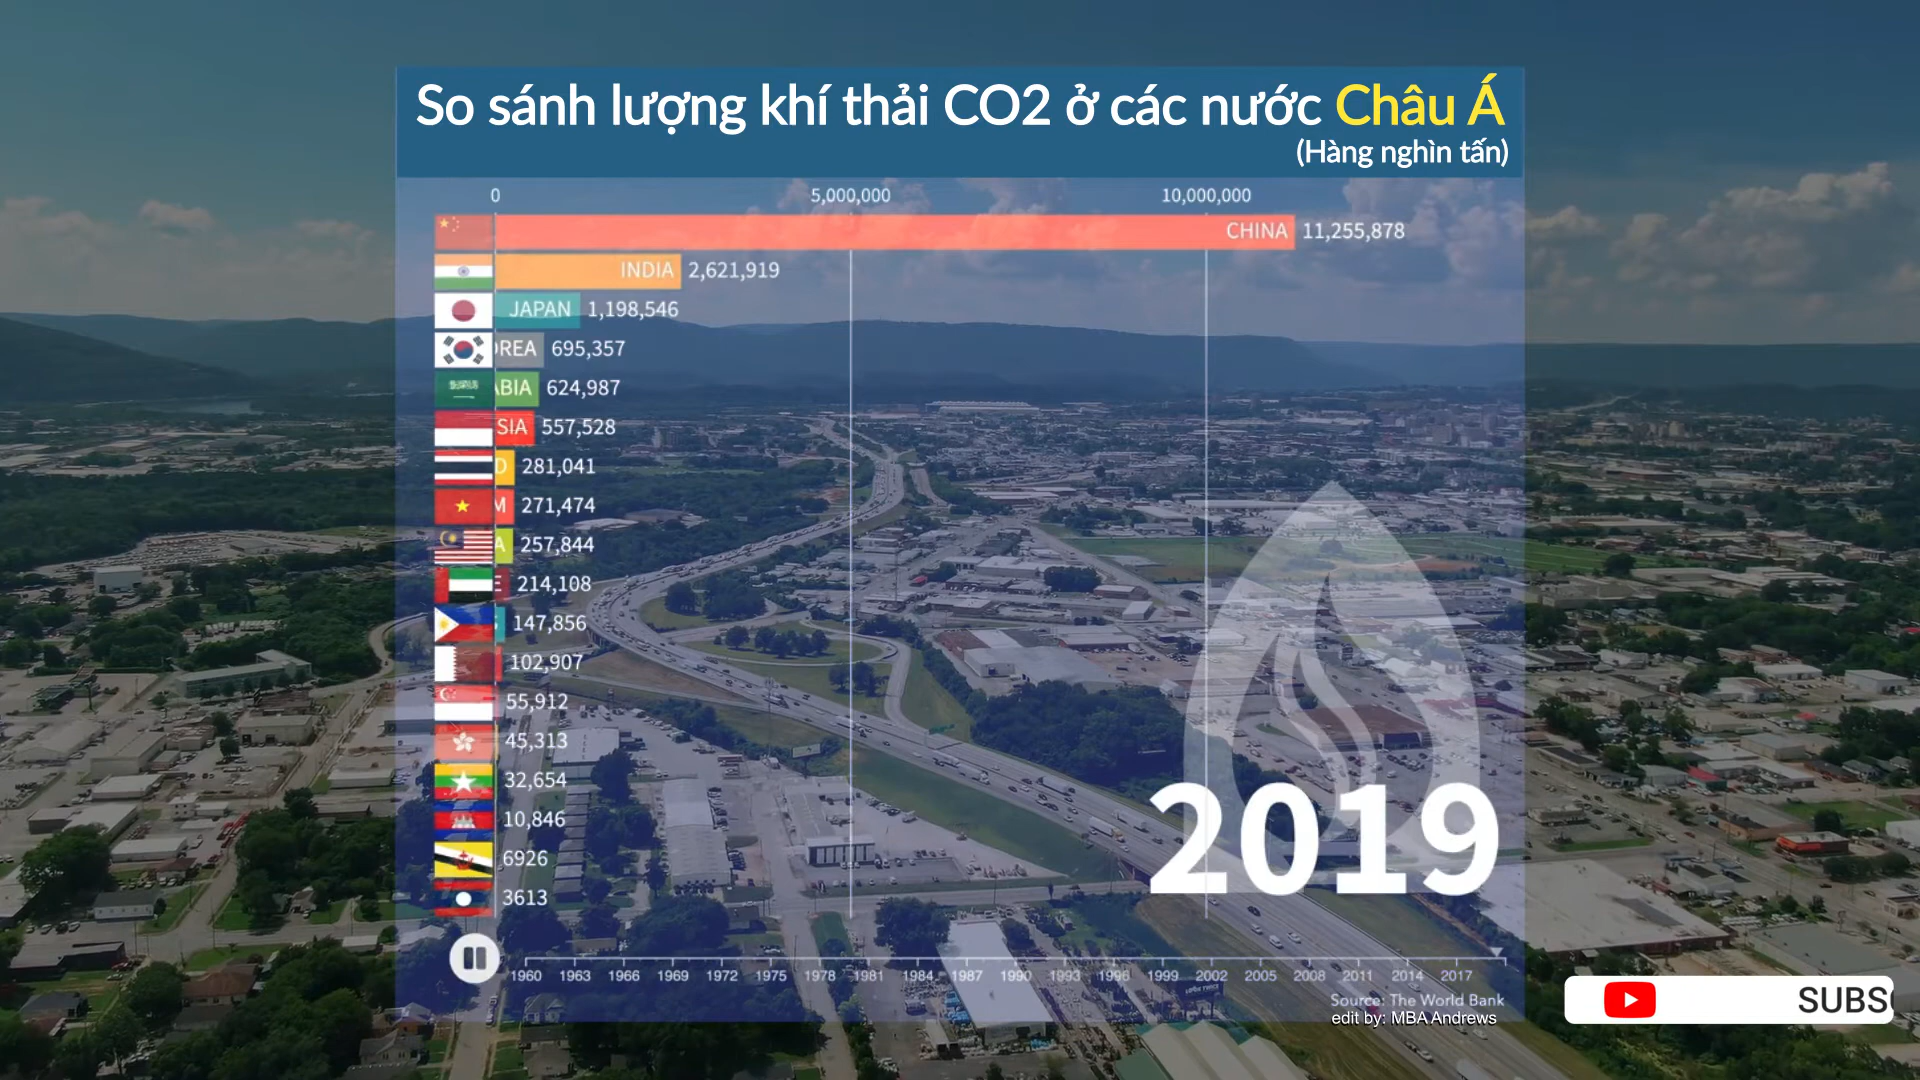 So sánh lượng khí thải CO2 ở các nước Châu Á
(Hàng nghìn tấn)
0 5,000,000 10,000,000
CHINA 11,255,878
INDIA 2,621,919
JAPAN 1,198,546
OREA 695,357
ABIA 624,987
SIA 557,528
D 281,041
M 271,474
A 257,844
E 214,108
147,856
102,907
55,912
45,313
32,654
10,846
6926
3613
2019
1960 1963 1966 1969 1972 1975 1978 1981 1984 1987 1990 1993 1996 1999 2002 2005 2008 2011 2014 2017
Source: The World Bank
edit by: MBA Andrews
SUBS